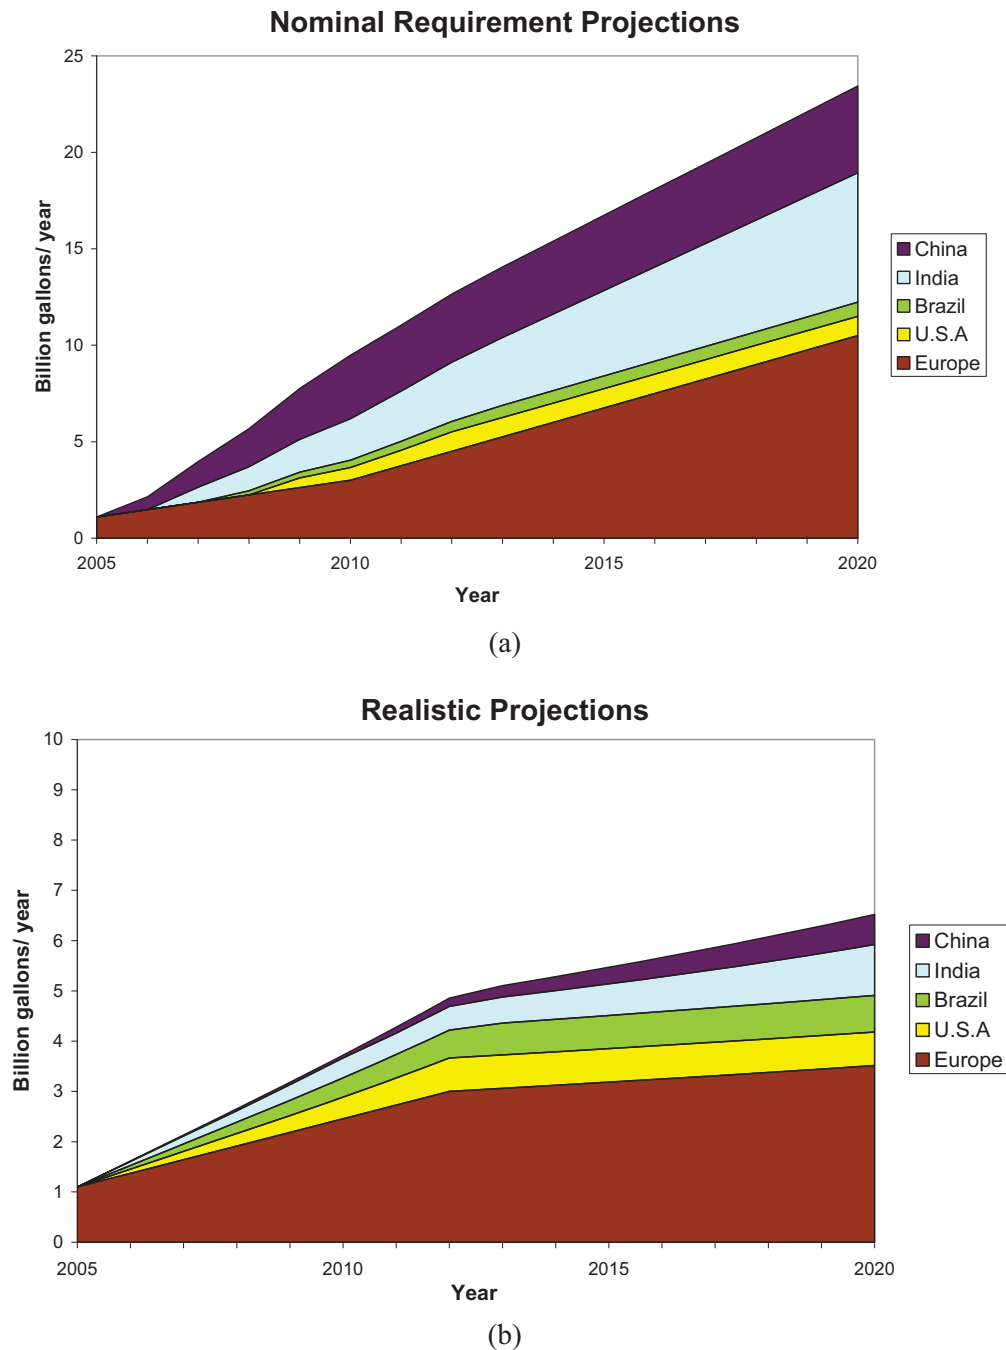 Nominal Requirement Projections
25
20
15
10
5
0
Billion gallons/ year
2005
2010
2015
2020
Year
China
India
Brazil
U.S.A
Europe
(a)
Realistic Projections
10
9
8
7
6
5
4
3
2
1
0
Billion gallons/ year
2005
2010
2015
2020
Year
China
India
Brazil
U.S.A
Europe
(b)